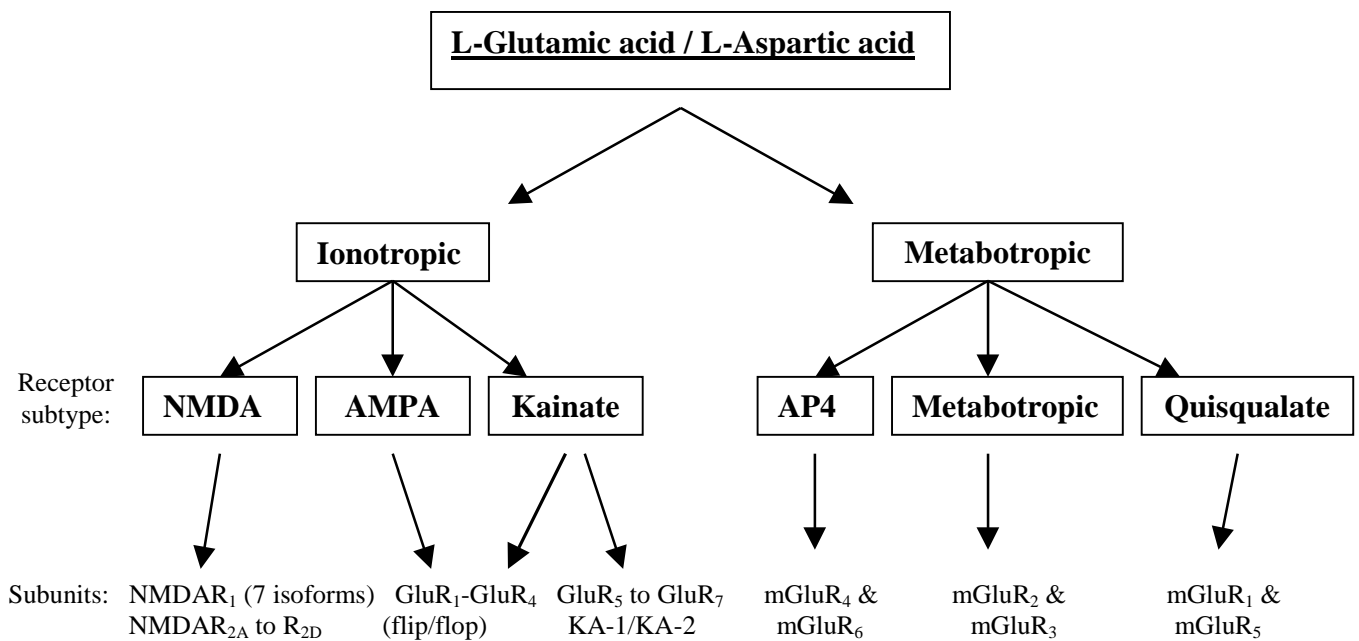 L-Glutamic acid / L-Aspartic acid
Ionotropic
Metabotropic
Receptor
subtype:
NMDA
AMPA
Kainate
AP4
Metabotropic
Quisqualate
Subunits:
NMDAR₁ (7 isoforms)
NMDAR₂A to R₂D
GluR₁-GluR₄
(flip/flop)
GluR₅ to GluR₇
KA-1/KA-2
mGluR₄ &
mGluR₆
mGluR₂ &
mGluR₃
mGluR₁ &
mGluR₅